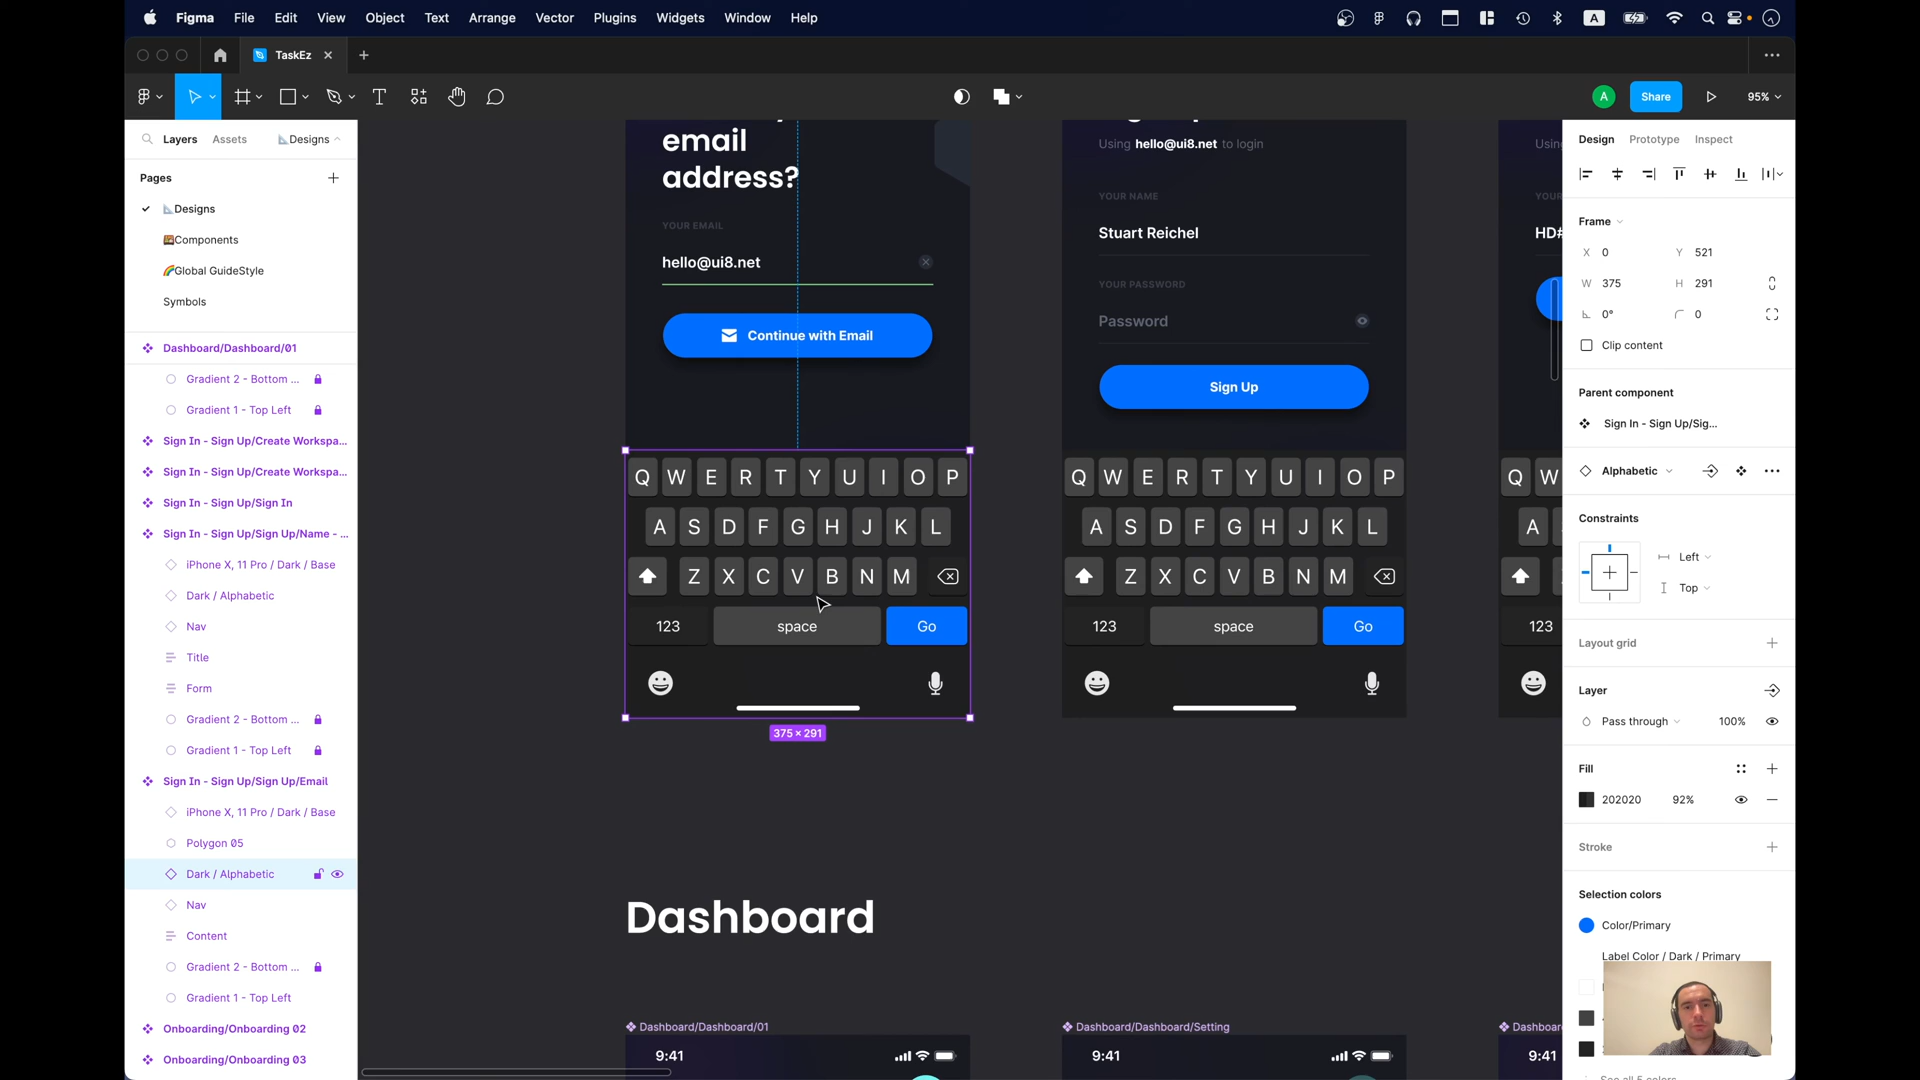 Figma File Edit View Object Text Arrange Vector Plugins Widgets Window Help A
TaskEz
A Share 95%
Layers Assets Designs
Pages
Designs
Components
Global GuideStyle
Symbols
Dashboard/Dashboard/01
Gradient 2 - Bottom ...
Gradient 1 - Top Left
Sign In - Sign Up/Create Workspa...
Sign In - Sign Up/Create Workspa...
Sign In - Sign Up/Sign In
Sign In - Sign Up/Sign Up/Name - ...
iPhone X, 11 Pro / Dark / Base
Dark / Alphabetic
Nav
Title
Form
Gradient 2 - Bottom ...
Gradient 1 - Top Left
Sign In - Sign Up/Sign Up/Email
iPhone X, 11 Pro / Dark / Base
Polygon 05
Dark / Alphabetic
Nav
Content
Gradient 2 - Bottom ...
Gradient 1 - Top Left
Onboarding/Onboarding 02
Onboarding/Onboarding 03
email
address?
YOUR EMAIL
hello@ui8.net
Continue with Email
Q W E R T Y U I O P
A S D F G H J K L
Z X C V B N M
123 space Go
375 × 291
Using hello@ui8.net to login
YOUR NAME
Stuart Reichel
YOUR PASSWORD
Password
Sign Up
Q W E R T Y U I O P
A S D F G H J K L
Z X C V B N M
123 space Go
Using
YOUR
HD#
Q W
A
123
Dashboard
Dashboard/Dashboard/01
9:41
Dashboard/Dashboard/Setting
9:41
Dashboar
9:41
Design Prototype Inspect
Frame
X 0 Y 521
W 375 H 291
0° 0
Clip content
Parent component
Sign In - Sign Up/Sig...
Alphabetic
Constraints
Left
Top
Layout grid
Layer
Pass through 100%
Fill
202020 92%
Stroke
Selection colors
Color/Primary
Label Color / Dark / Primary